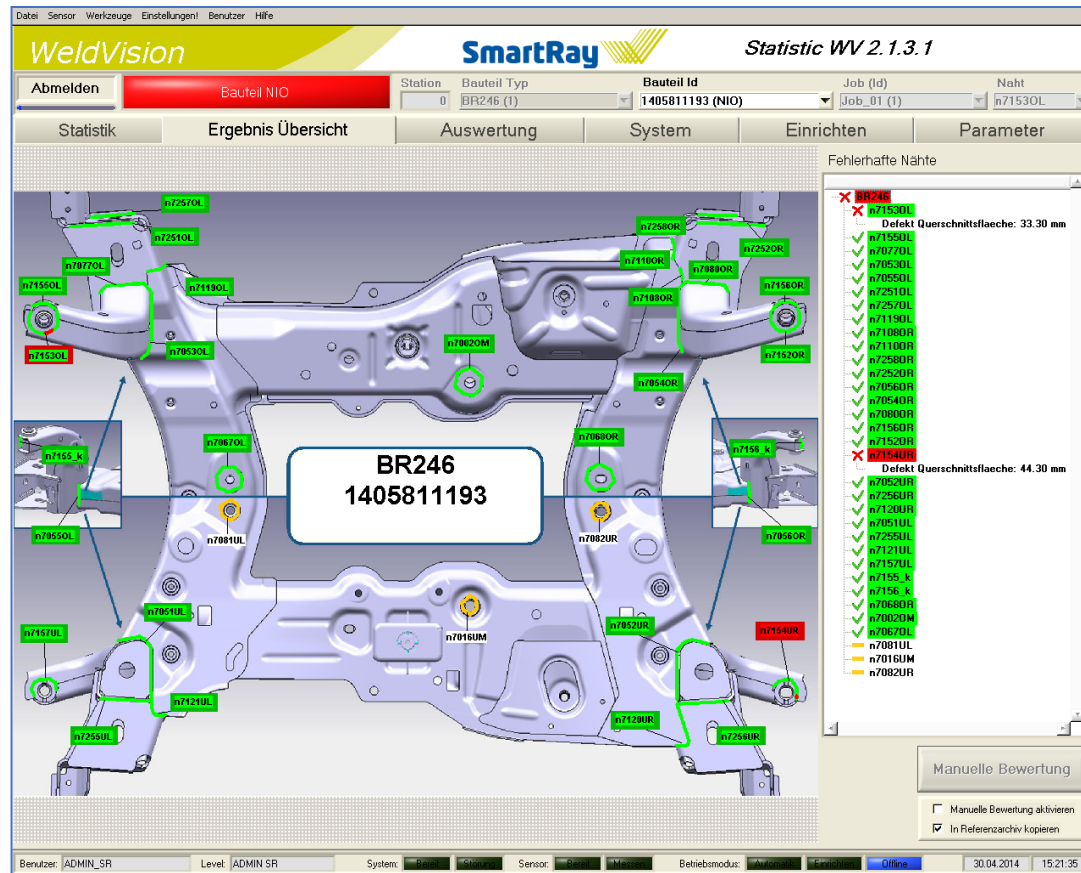 Datei Sensor Werkzeuge Einstellungen! Benutzer Hilfe
WeldVision SmartRay Statistic WV 2.1.3.1
Abmelden Bauteil NIO
Station Bauteil Typ Bauteil Id Job (Id) Naht
0 BR246 (1) 1405811193 (NIO) Job_01 (1) n7153OL
Statistik Ergebnis Übersicht Auswertung System Einrichten Parameter
Fehlerhafte Nähte
n7257OL
n7251OL
n7258OR
n7252OR
n7077OL
n7110OR
n7080OR
n7155OL
n7119OL
n7108OR
n7156OR
n7153OL
n7053OL
n7002OM
n7152OR
n7054OR
n7067OL
n7068OR
n7155_k
n7156_k
BR246
1405811193
n7055OL
n7081UL
n7082UR
n7056OR
n7051UL
n7157UL
n7016UM
n7052UR
n7154UR
n7121UL
n7255UL
n7120UR
n7256UR
BR246
n7153OL
Defekt Querschnittsflaeche: 33.30 mm
n7155OL
n7077OL
n7053OL
n7055OL
n7251OL
n7257OL
n7119OL
n7108OR
n7110OR
n7258OR
n7252OR
n7056OR
n7054OR
n7080OR
n7156OR
n7152OR
n7154UR
Defekt Querschnittsflaeche: 44.30 mm
n7052UR
n7256UR
n7120UR
n7051UL
n7255UL
n7121UL
n7157UL
n7155_k
n7156_k
n7068OR
n7002OM
n7067OL
n7081UL
n7016UM
n7082UR
Manuelle Bewertung
Manuelle Bewertung aktivieren
In Referenzarchiv kopieren
Benutzer: ADMIN_SR Level: ADMIN SR System: Bereit Störung Sensor: Bereit Messen Betriebsmodus: Automatik Einrichten Offline 30.04.2014 15:21:35